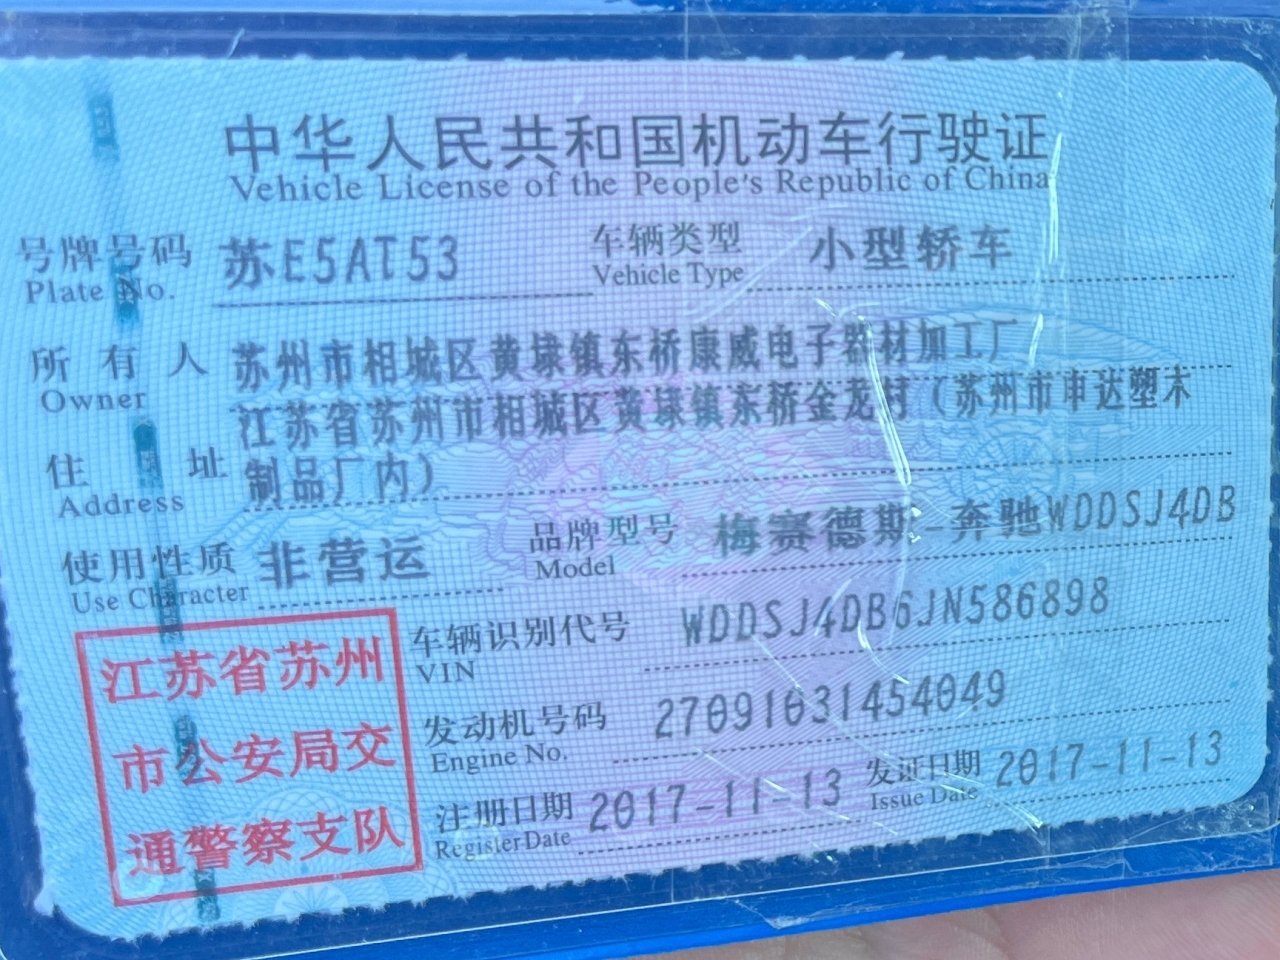 中华人民共和国机动车行驶证
Vehicle License of the People's Republic of China
号牌号码 苏E5AT53 车辆类型 小型轿车
Plate No. Vehicle Type
所有人 苏州市相城区黄埭镇东桥康威电子器材加工厂
Owner
江苏省苏州市相城区黄埭镇东桥金龙村（苏州市申达塑木
住址 制品厂内）
Address
使用性质 非营运 品牌型号 梅赛德斯-奔驰WDDSJ4DB
Use Character Model
车辆识别代号 WDDSJ4DB6JN586898
VIN
发动机号码 27091031454049
Engine No.
注册日期 2017-11-13 发证日期 2017-11-13
Register Date Issue Date
江苏省苏州
市公安局交
通警察支队